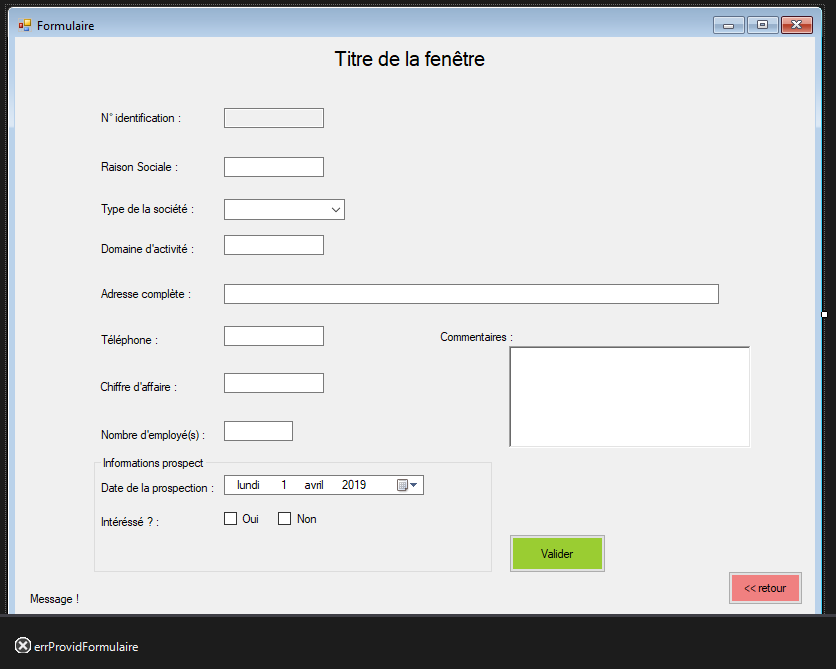 Formulaire
Titre de la fenêtre
N° identification :
Raison Sociale :
Type de la société :
Domaine d'activité :
Adresse complète :
Téléphone :
Commentaires :
Chiffre d'affaire :
Nombre d'employé(s) :
Informations prospect
Date de la prospection : lundi 1 avril 2019
Intéréssé ? : Oui Non
Valider
<< retour
Message !
errProvidFormulaire